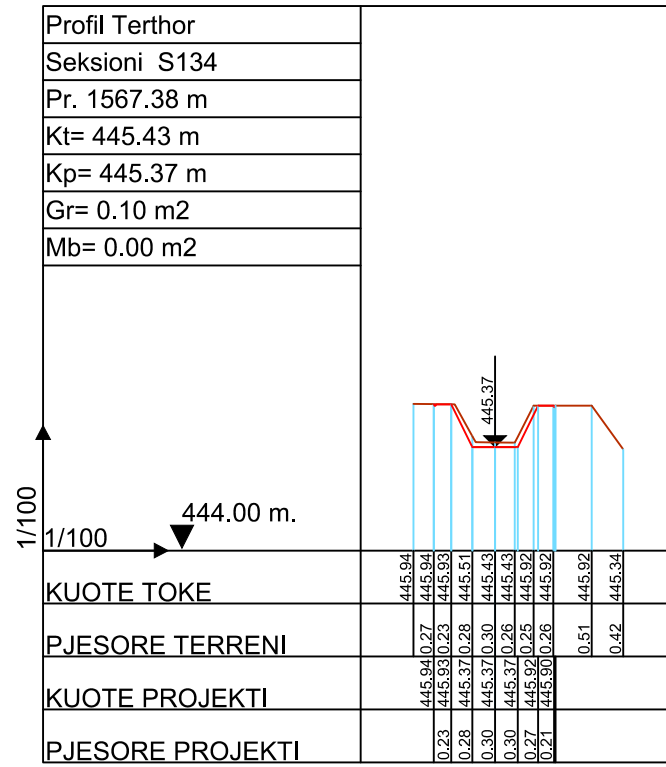 Profil Terthor
Seksioni S134
Pr. 1567.38 m
Kt= 445.43 m
Kp= 445.37 m
Gr= 0.10 m2
Mb= 0.00 m2
445.37
1/100
444.00 m.
1/100
KUOTE TOKE 445.94 445.94 445.93 445.51 445.43 445.43 445.92 445.92 445.92 445.34
PJESORE TERRENI 0.27 0.23 0.28 0.30 0.26 0.25 0.26 0.51 0.42
KUOTE PROJEKTI 445.94 445.93 445.37 445.37 445.37 445.92 445.90
PJESORE PROJEKTI 0.23 0.28 0.30 0.30 0.27 0.21